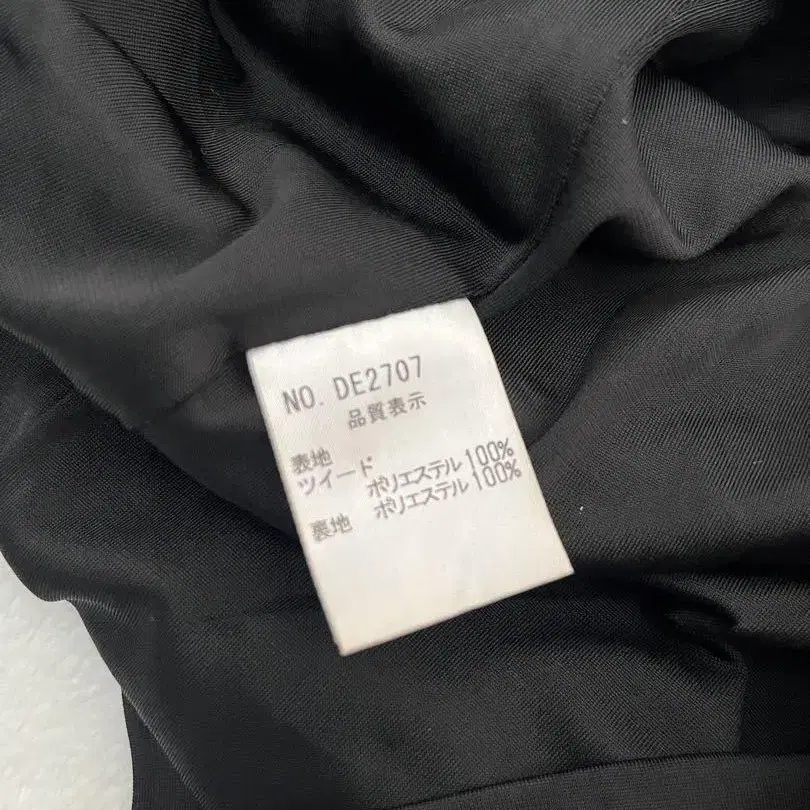 NO. DE2707
品質表示
表地
ツイード ポリエステル 100%
裏地 ポリエステル 100%